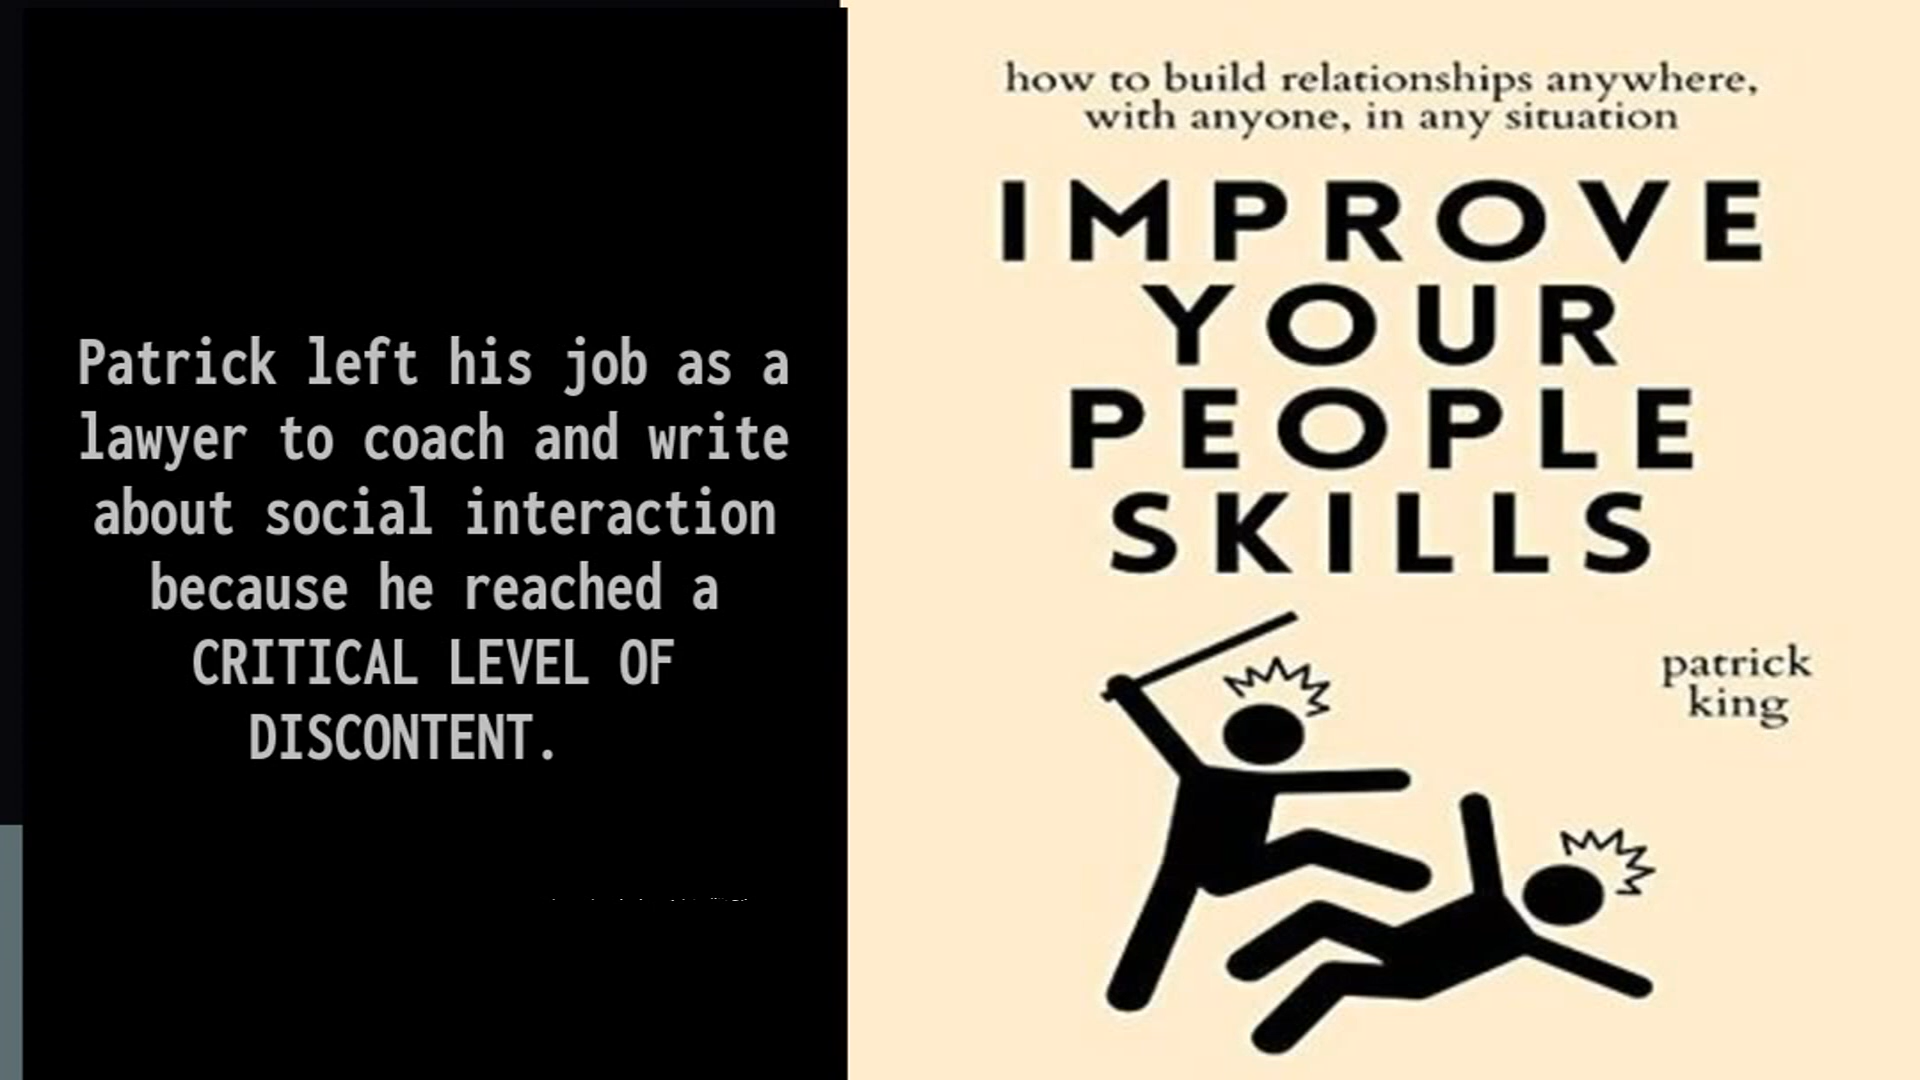 Patrick left his job as a
lawyer to coach and write
about social interaction
because he reached a
CRITICAL LEVEL OF
DISCONTENT.
how to build relationships anywhere,
with anyone, in any situation
IMPROVE
YOUR
PEOPLE
SKILLS
patrick
king